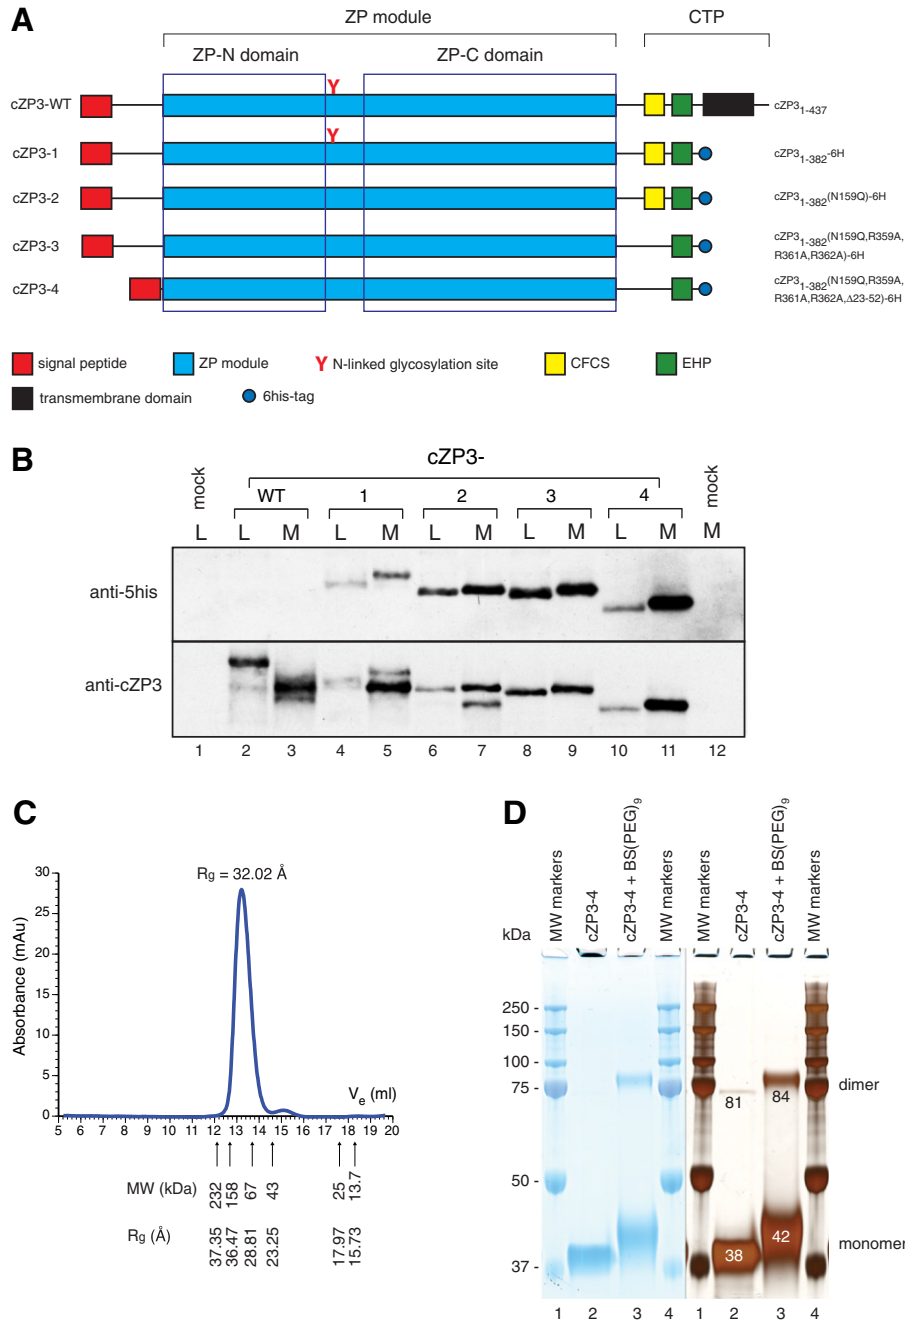 A
ZP module
CTP
ZP-N domain
ZP-C domain
cZP3-WT
Y
cZP3₁₋₄₃₇
cZP3-1
Y
cZP3₁₋₃₈₂-6H
cZP3-2
cZP3₁₋₃₈₂(N159Q)-6H
cZP3-3
cZP3₁₋₃₈₂(N159Q,R359A,
R361A,R362A)-6H
cZP3-4
cZP3₁₋₃₈₂(N159Q,R359A,
R361A,R362A,Δ23-52)-6H
signal peptide
ZP module
Y N-linked glycosylation site
CFCS
EHP
transmembrane domain
6his-tag
B
cZP3-
mock WT 1 2 3 4 mock
L L M L M L M L M L M M
anti-5his
anti-cZP3
1 2 3 4 5 6 7 8 9 10 11 12
C
Rg = 32.02 Å
Absorbance (mAu)
30
25
20
15
10
5
0
Vₑ (ml)
5 6 7 8 9 10 11 12 13 14 15 16 17 18 19 20
MW (kDa) 232 158 67 43 25 13.7
Rg (Å) 37.35 36.47 28.81 23.25 17.97 15.73
D
MW markers cZP3-4 cZP3-4 + BS(PEG)₉ MW markers MW markers cZP3-4 cZP3-4 + BS(PEG)₉ MW markers
kDa
250 -
150 -
100 -
75 -
50 -
37 -
81
84
dimer
38
42
monomer
1 2 3 4 1 2 3 4